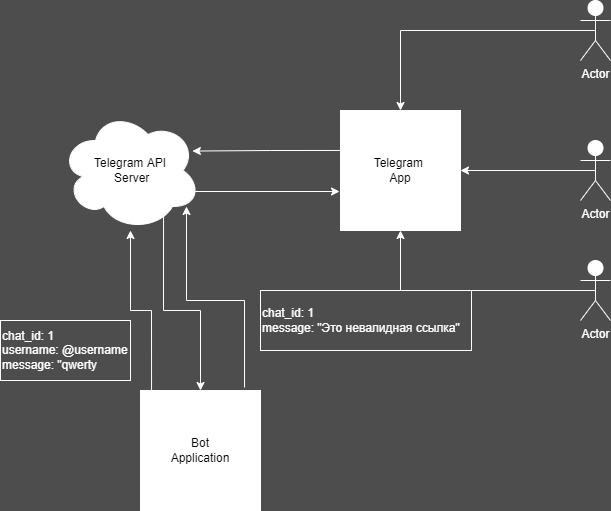 Actor
Telegram API
Server
Telegram
App
Actor
chat_id: 1
message: "Это невалидная ссылка"
Actor
chat_id: 1
username: @username
message: "qwerty
Bot
Application